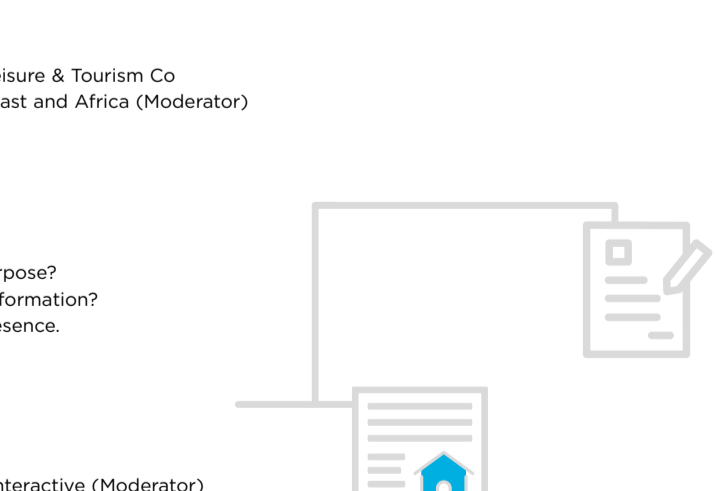 eisure & Tourism Co
ast and Africa (Moderator)
rpose?
formation?
esence.
nteractive (Moderator)